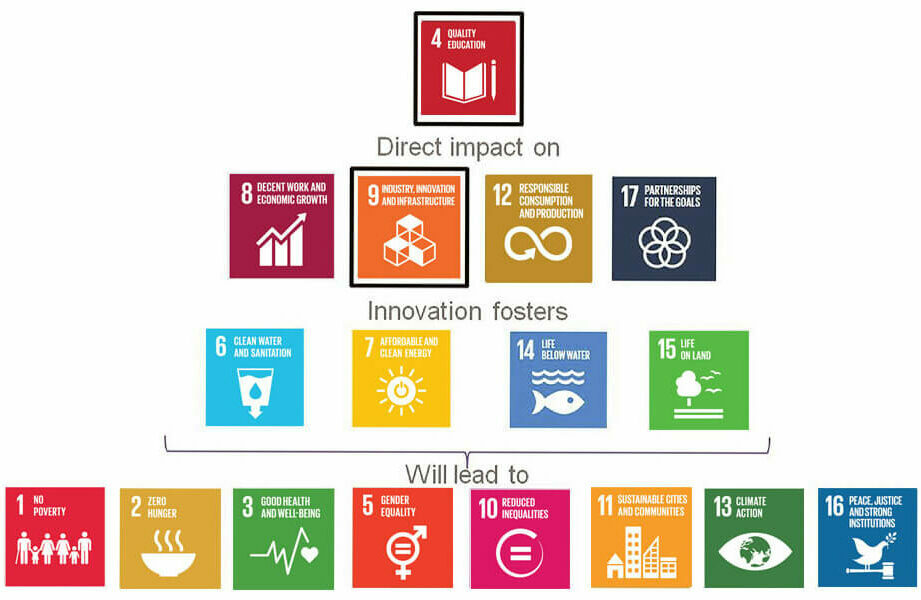 4 QUALITY
EDUCATION
Direct impact on
8 DECENT WORK AND
ECONOMIC GROWTH
9 INDUSTRY, INNOVATION
AND INFRASTRUCTURE
12 RESPONSIBLE
CONSUMPTION
AND PRODUCTION
17 PARTNERSHIPS
FOR THE GOALS
Innovation fosters
6 CLEAN WATER
AND SANITATION
7 AFFORDABLE AND
CLEAN ENERGY
14 LIFE
BELOW WATER
15 LIFE
ON LAND
Will lead to
1 NO
POVERTY
2 ZERO
HUNGER
3 GOOD HEALTH
AND WELL-BEING
5 GENDER
EQUALITY
10 REDUCED
INEQUALITIES
11 SUSTAINABLE CITIES
AND COMMUNITIES
13 CLIMATE
ACTION
16 PEACE, JUSTICE
AND STRONG
INSTITUTIONS